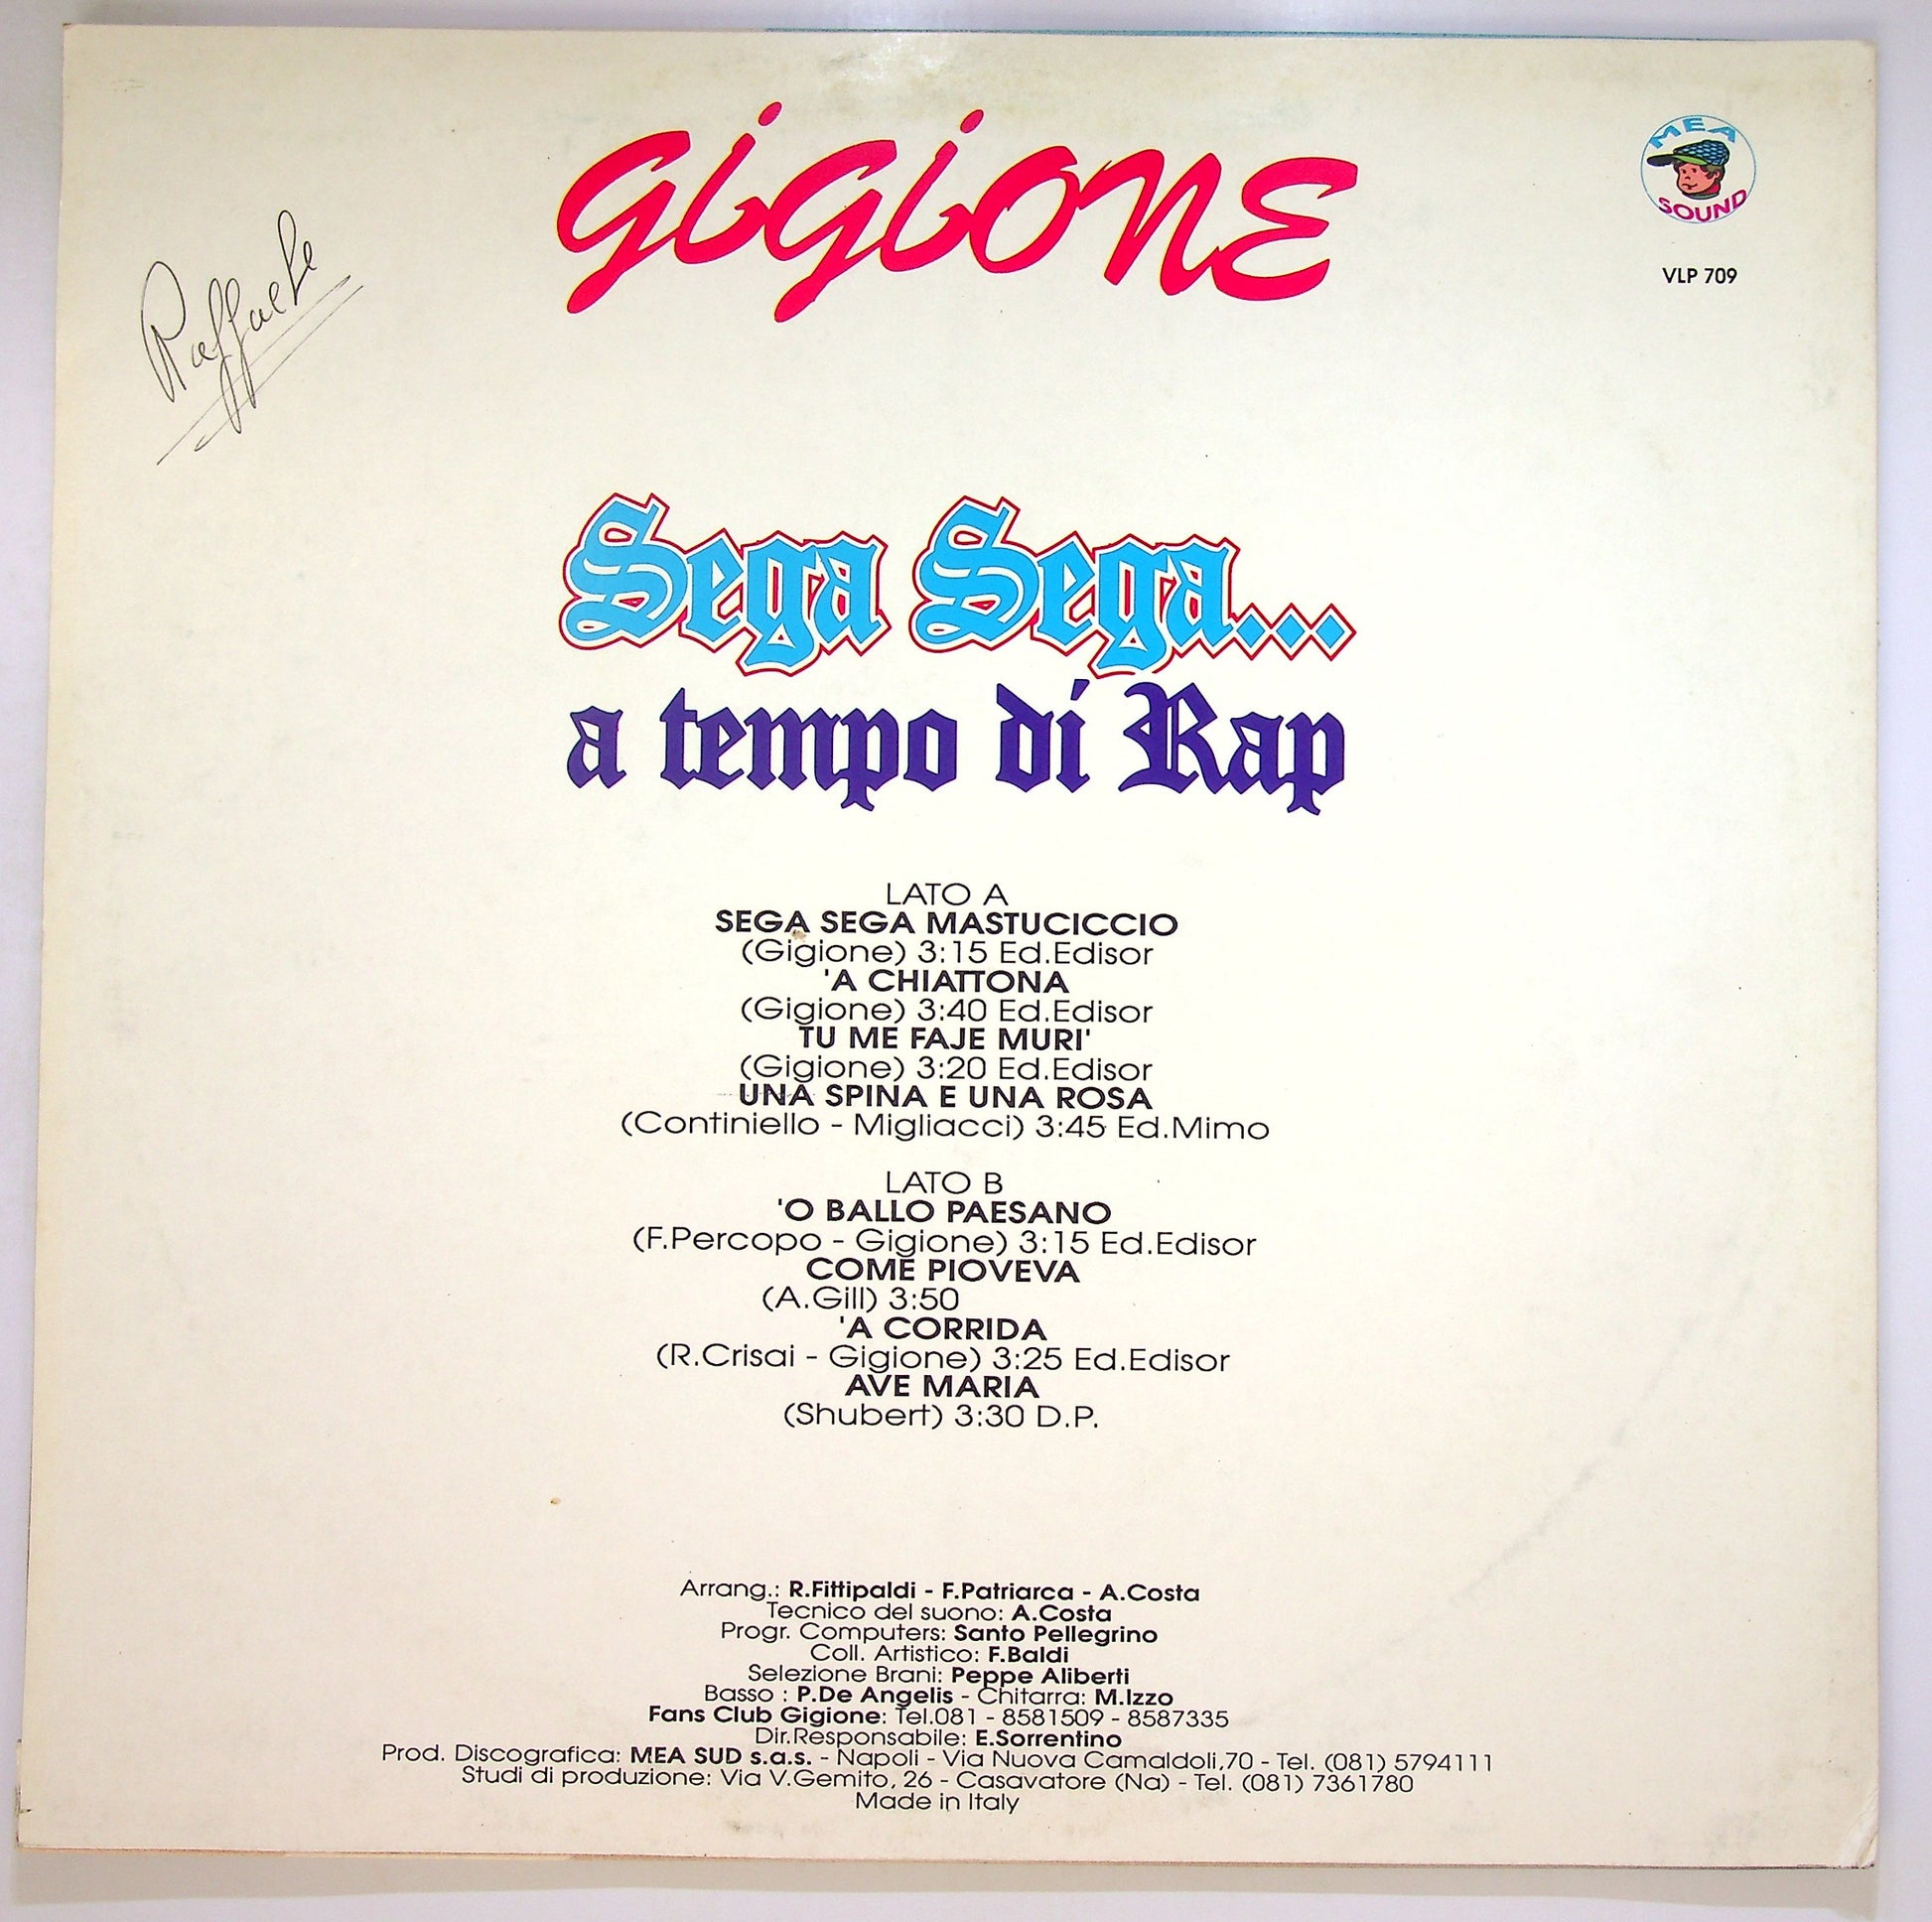 GIGIONE
MEA
SOUND
VLP 709
Raffaele
Sega Sega...
a tempo di Rap
LATO A
SEGA SEGA MASTUCICCIO
(Gigione) 3:15 Ed.Edisor
'A CHIATTONA
(Gigione) 3:40 Ed.Edisor
TU ME FAJE MURI'
(Gigione) 3:20 Ed.Edisor
UNA SPINA E UNA ROSA
(Continiello - Migliacci) 3:45 Ed.Mimo
LATO B
'O BALLO PAESANO
(F.Percopo - Gigione) 3:15 Ed.Edisor
COME PIOVEVA
(A.Gill) 3:50
'A CORRIDA
(R.Crisai - Gigione) 3:25 Ed.Edisor
AVE MARIA
(Shubert) 3:30 D.P.
Arrang.: R.Fittipaldi - F.Patriarca - A.Costa
Tecnico del suono: A.Costa
Progr. Computers: Santo Pellegrino
Coll. Artistico: F.Baldi
Selezione Brani: Peppe Aliberti
Basso : P.De Angelis - Chitarra: M.Izzo
Fans Club Gigione: Tel.081 - 8581509 - 8587335
Dir.Responsabile: E.Sorrentino
Prod. Discografica: MEA SUD s.a.s. - Napoli - Via Nuova Camaldoli,70 - Tel. (081) 5794111
Studi di produzione: Via V.Gemito, 26 - Casavatore (Na) - Tel. (081) 7361780
Made in Italy